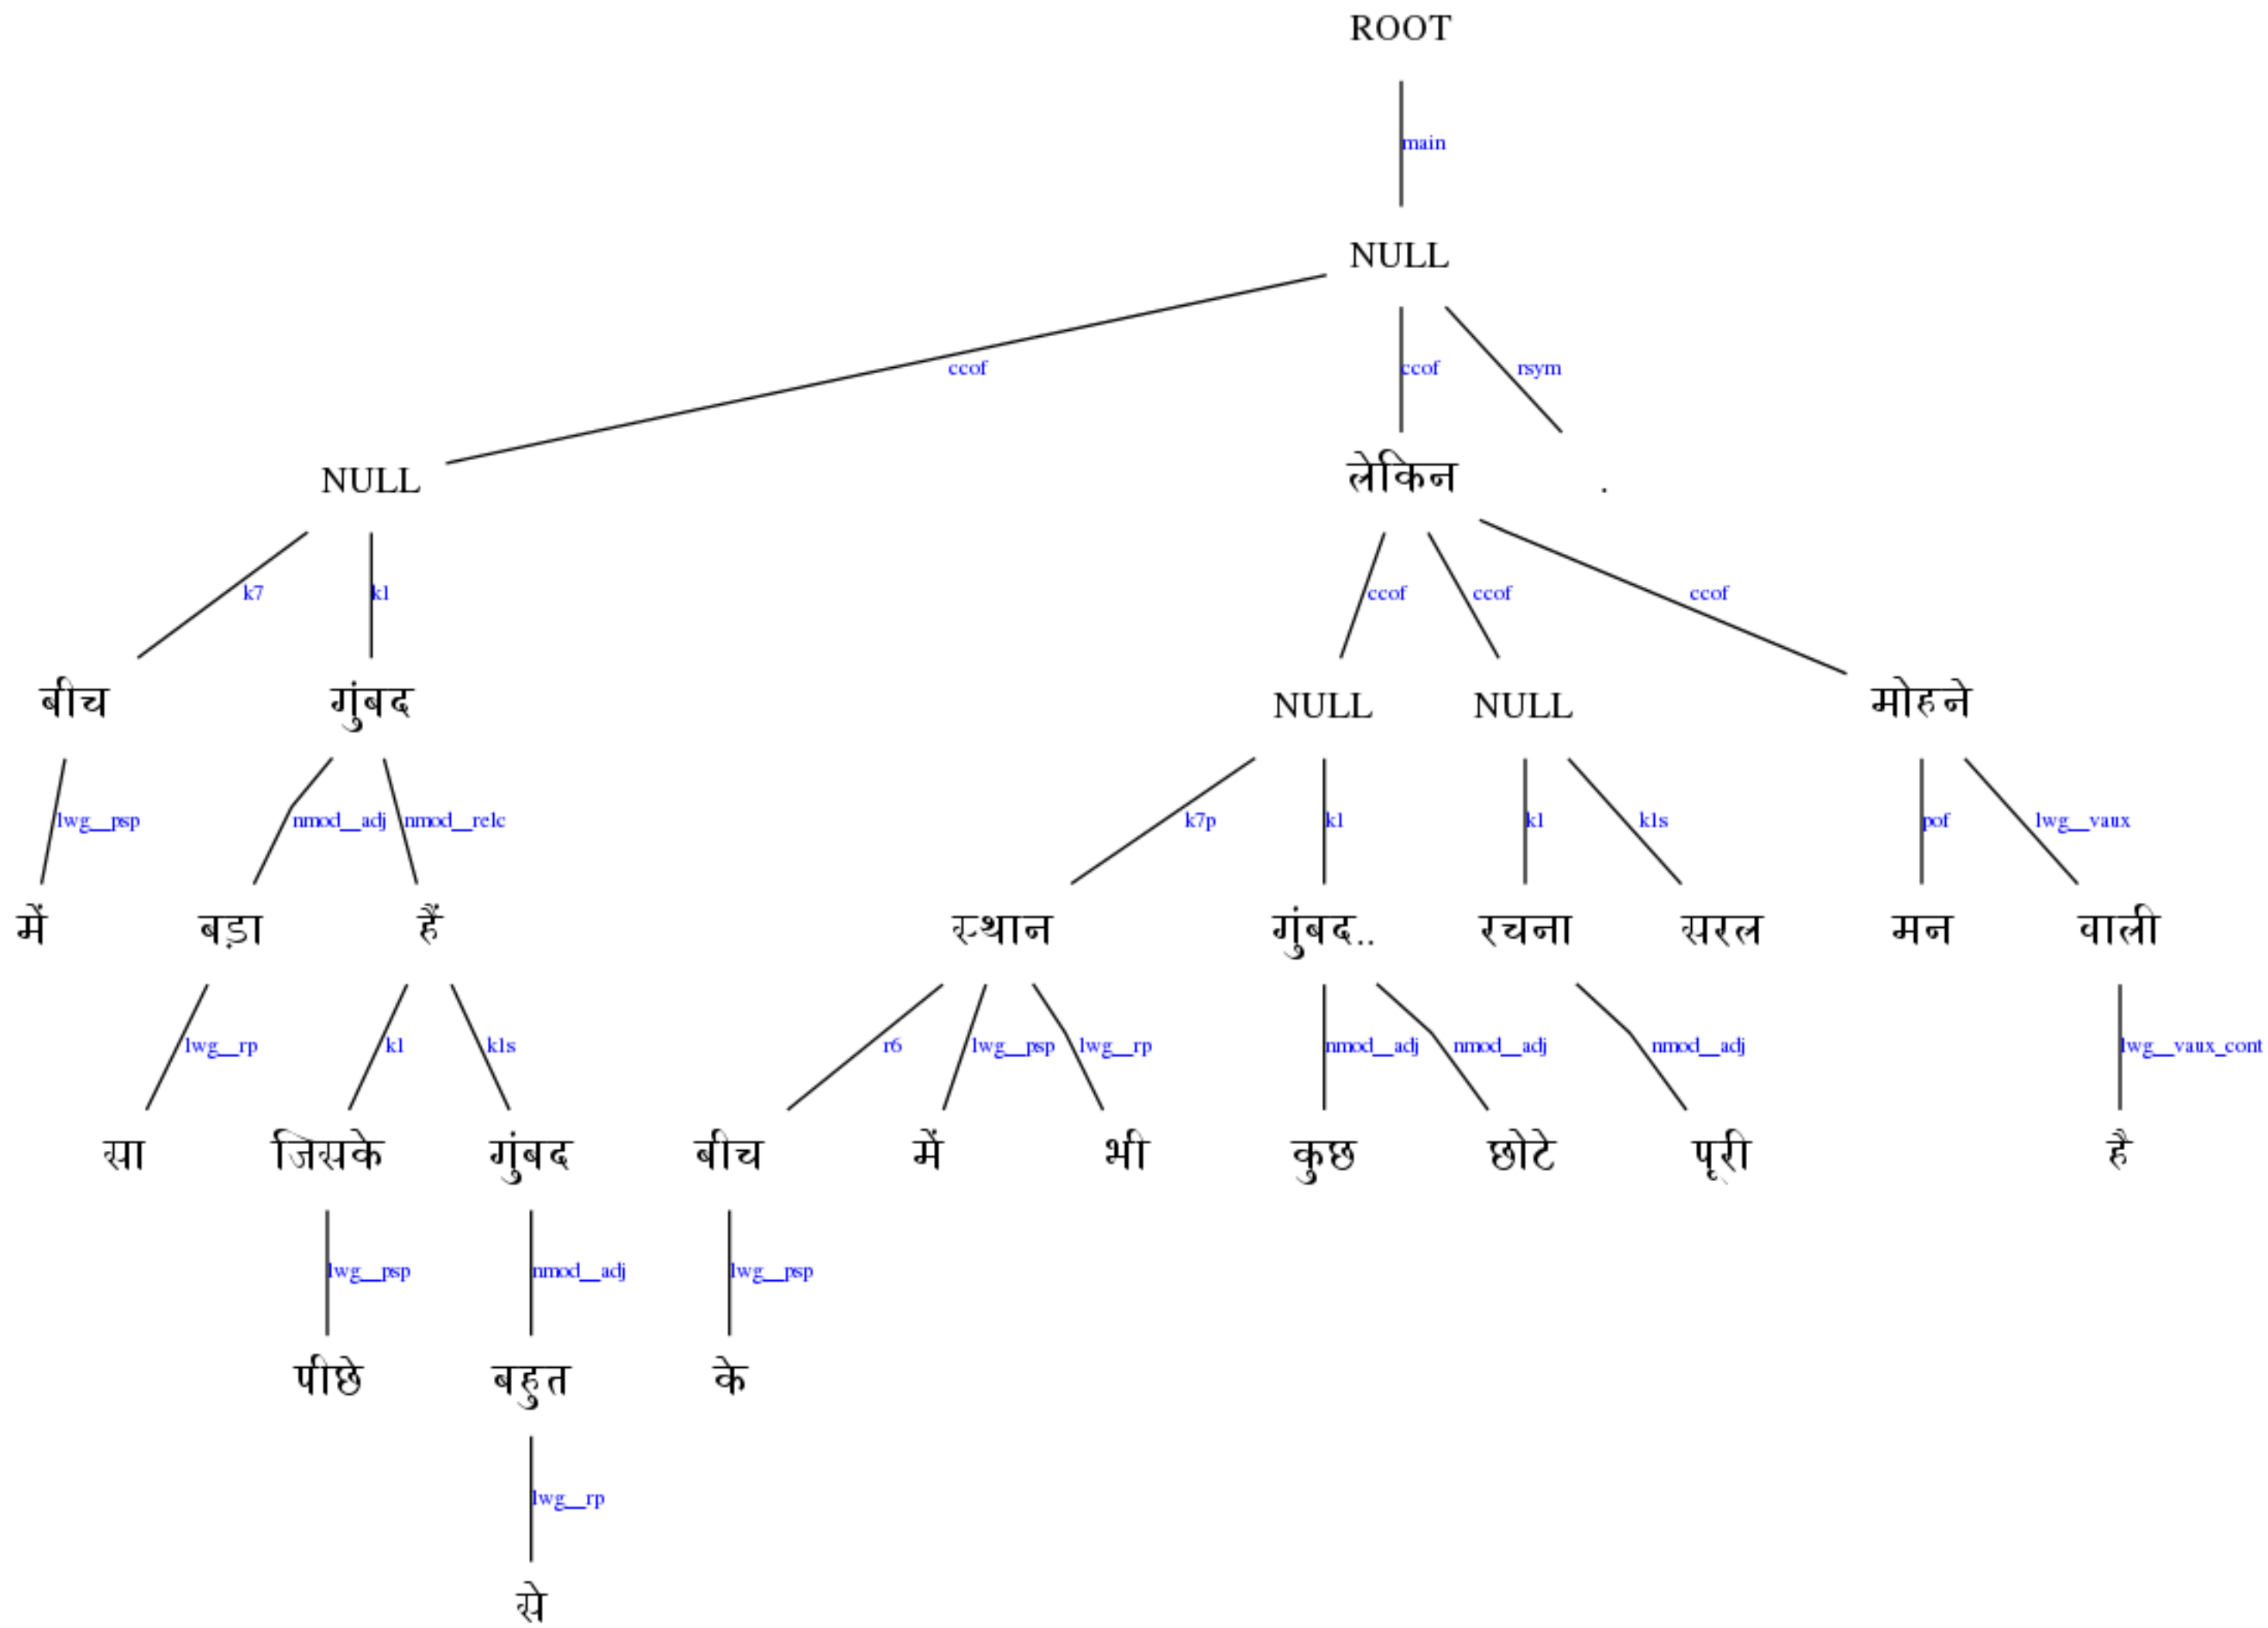 ROOT
main
NULL
ccof ccof rsym
NULL लेकिन .
k7 k1 ccof ccof ccof
बीच गुंबद NULL NULL मोहने
lwg__psp nmod__adj nmod__relc k7p k1 k1 k1s pof lwg__vaux
में बड़ा हैं स्थान गुंबद.. रचना सरल मन वाली
lwg__rp k1 k1s r6 lwg__psp lwg__rp nmod__adj nmod__adj nmod__adj lwg__vaux_cont
सा जिसके गुंबद बीच में भी कुछ छोटे पूरी है
lwg__psp nmod__adj lwg__psp
पीछे बहुत के
lwg__rp
से